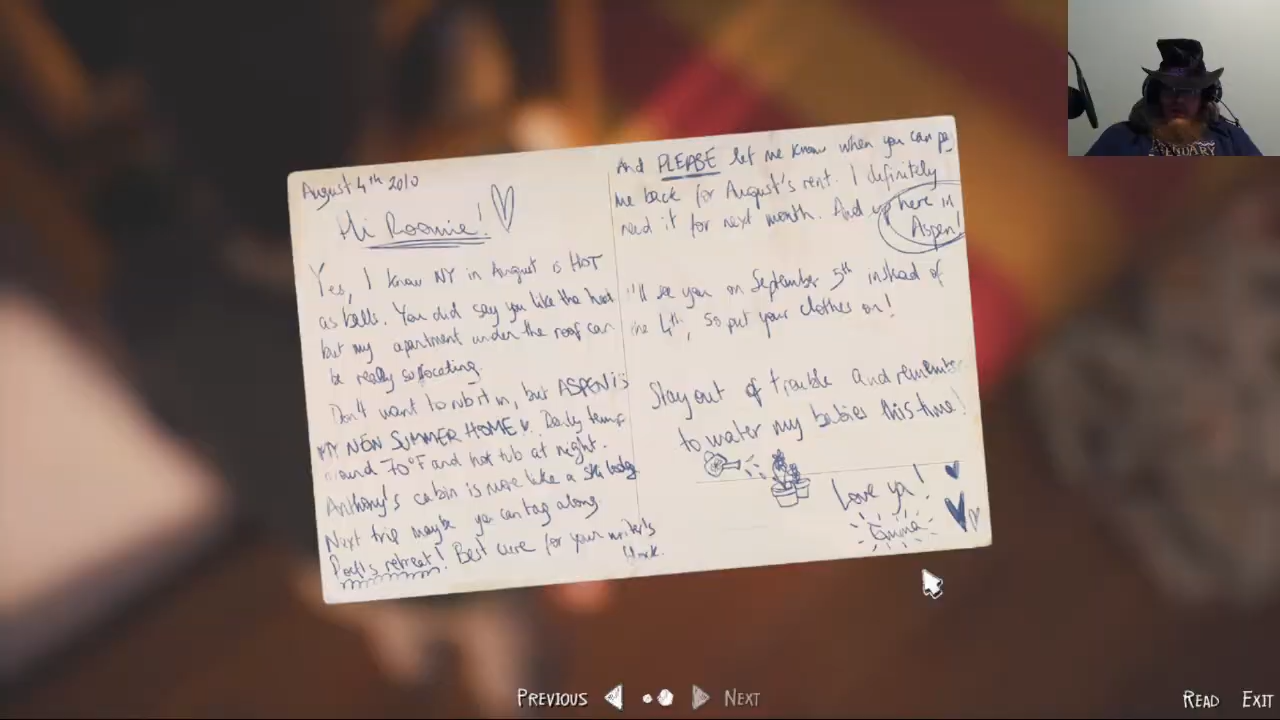 August 4th 2010
Hi Roomie!
Yes, I know NY in August is HOT
as balls. You did say you like the heat
but my apartment under the roof can
be really suffocating.
Don't want to rub it in, but ASPEN IS
MY NEW SUMMER HOME! Daily temp
around 70°F and hot tub at night.
Anthony's cabin is more like a ski lodge
Next trip maybe you can tag along
Poet's retreat! Best cure for your writer's
block.
And PLEASE let me know when you can pay
me back for August's rent. I definitely
need it for next month. And up here in
Aspen!
I'll see you on September 5th instead of
the 4th, so put your clothes on!
Stay out of trouble and remember
to water my babies this time!
Love ya!
PREVIOUS
NEXT
READ
EXIT